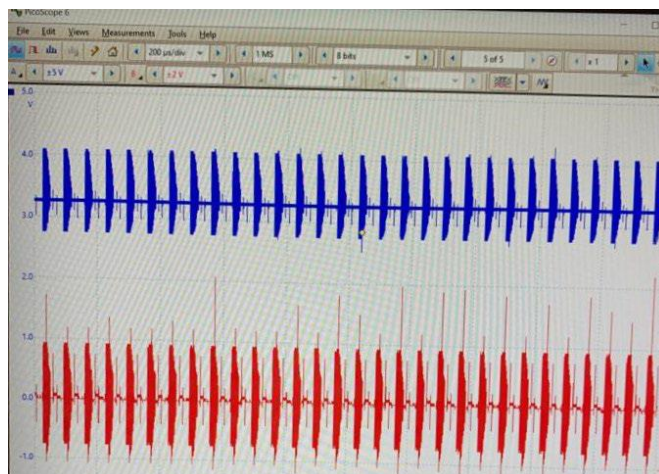 PicoScope 6
File Edit Views Measurements Tools Help
200 µs/div 1 MS 8 bits 5 of 5 x 1
A ±5 V B ±2 V
5.0
V
4.0
3.0
2.0
1.0
0.0
-1.0